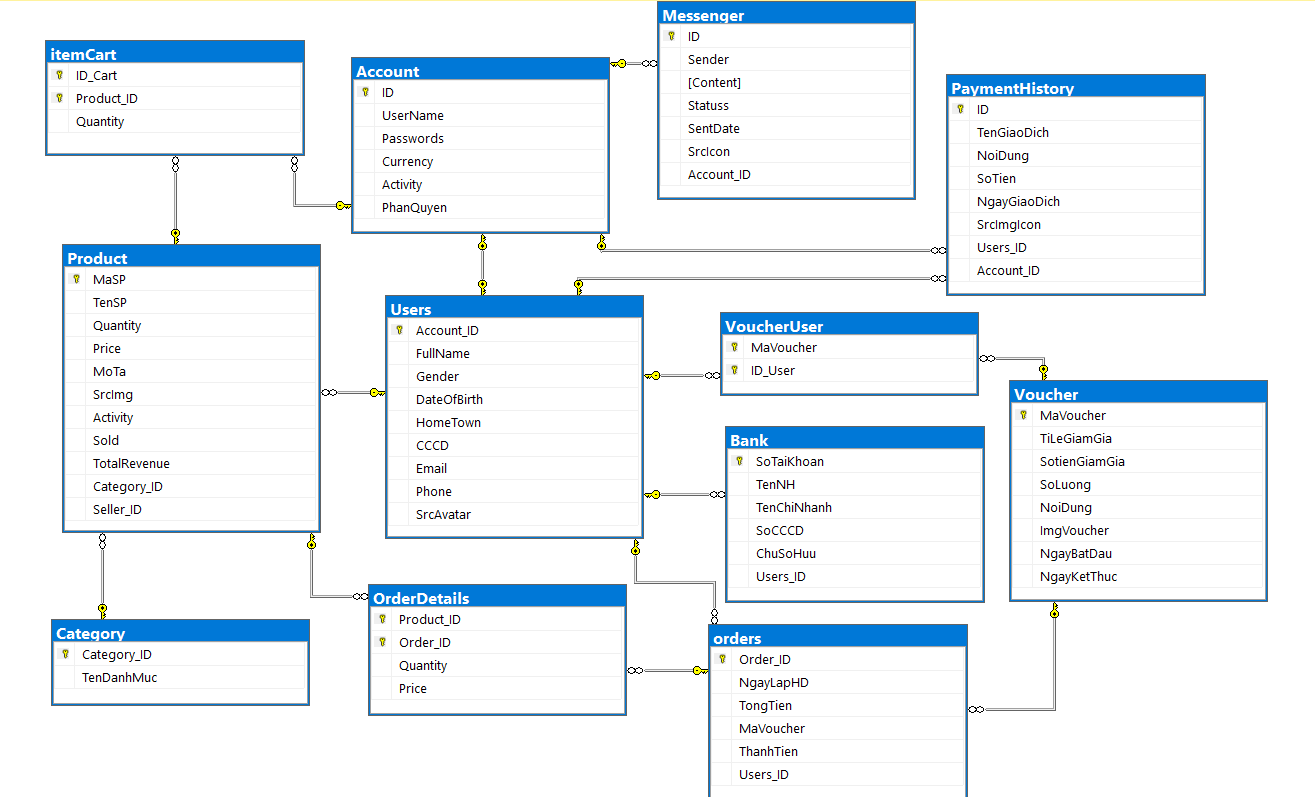 Messenger
ID
Sender
[Content]
Statuss
SentDate
SrcIcon
Account_ID
itemCart
ID_Cart
Product_ID
Quantity
Account
ID
UserName
Passwords
Currency
Activity
PhanQuyen
PaymentHistory
ID
TenGiaoDich
NoiDung
SoTien
NgayGiaoDich
SrcImgIcon
Users_ID
Account_ID
Product
MaSP
TenSP
Quantity
Price
MoTa
SrcImg
Activity
Sold
TotalRevenue
Category_ID
Seller_ID
Users
Account_ID
FullName
Gender
DateOfBirth
HomeTown
CCCD
Email
Phone
SrcAvatar
VoucherUser
MaVoucher
ID_User
Voucher
MaVoucher
TiLeGiamGia
SotienGiamGia
SoLuong
NoiDung
ImgVoucher
NgayBatDau
NgayKetThuc
Bank
SoTaiKhoan
TenNH
TenChiNhanh
SoCCCD
ChuSoHuu
Users_ID
Category
Category_ID
TenDanhMuc
OrderDetails
Product_ID
Order_ID
Quantity
Price
orders
Order_ID
NgayLapHD
TongTien
MaVoucher
ThanhTien
Users_ID